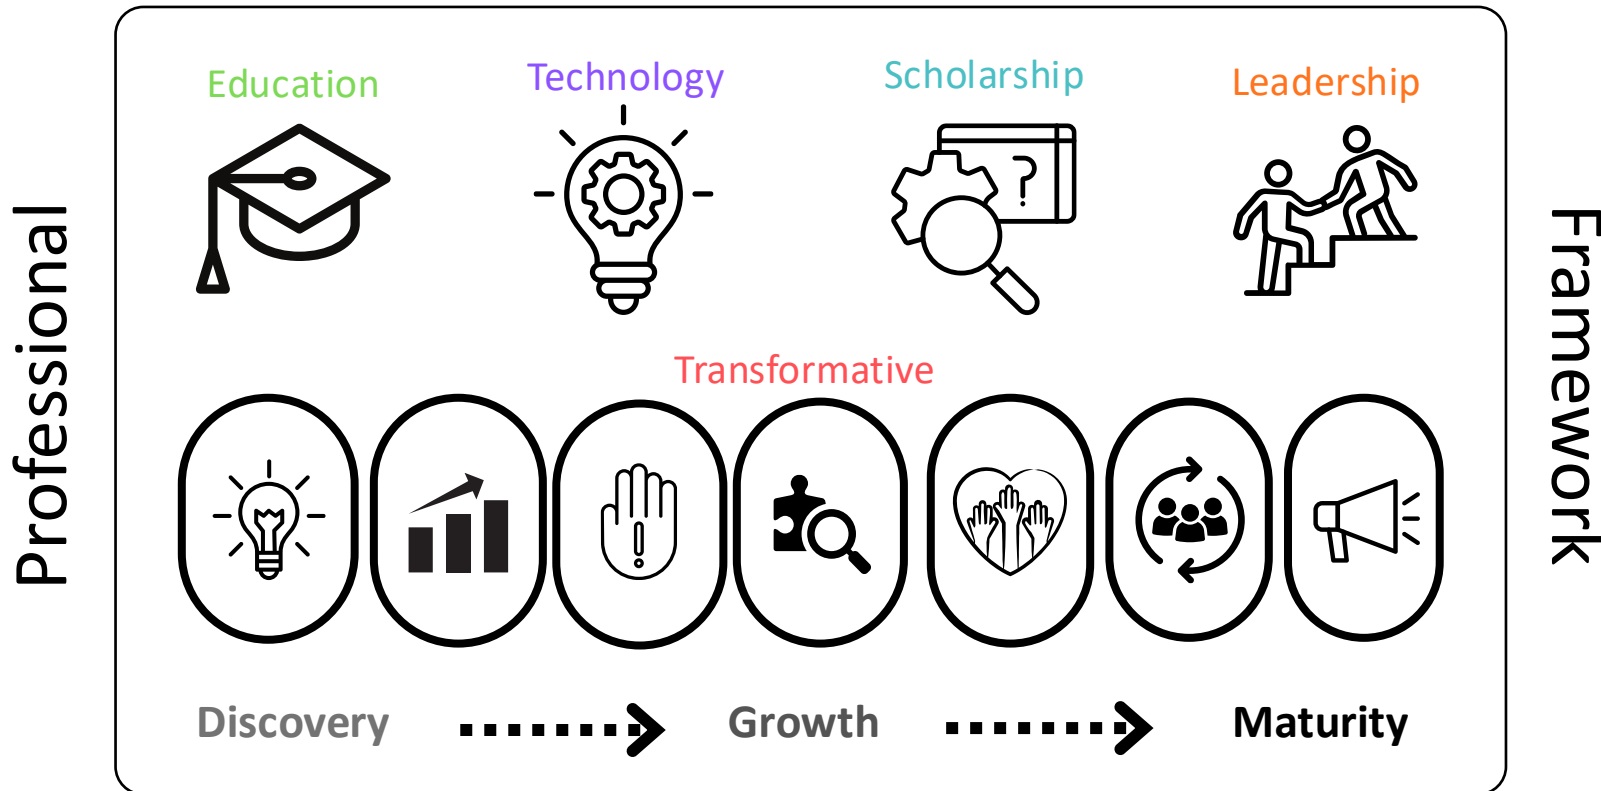 Professional
Education
Technology
Scholarship
Leadership
?
Transformative
Discovery
Growth
Maturity
Framework